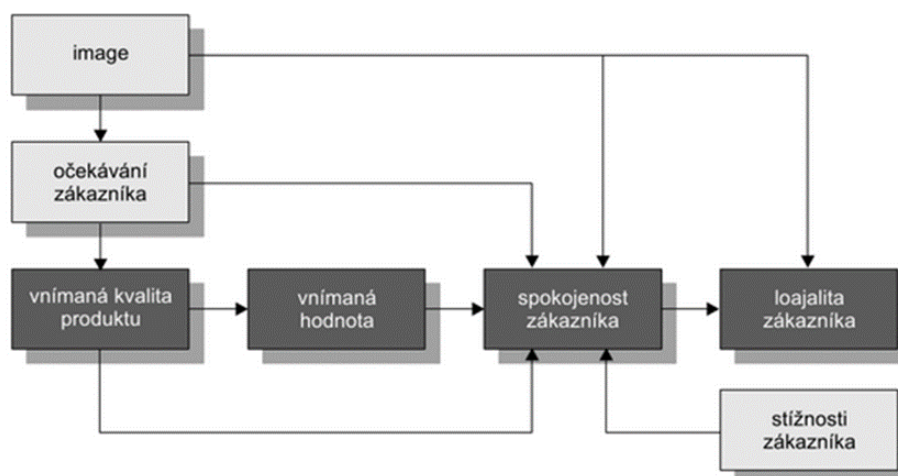 image
očekávání
zákazníka
vnímaná kvalita
produktu
vnímaná
hodnota
spokojenost
zákazníka
loajalita
zákazníka
stížnosti
zákazníka